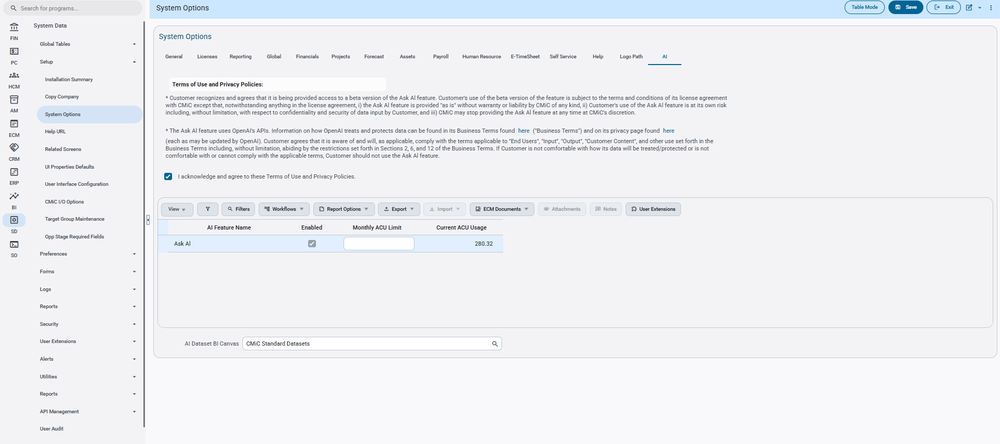 Search for programs...
System Options
Table Mode
Save
Exit
FIN
PC
HCM
AM
ECM
CRM
ERP
BI
SD
SO
System Data
Global Tables
Setup
Installation Summary
Copy Company
System Options
Help URL
Related Screens
UI Properties Defaults
User Interface Configuration
CMiC I/O Options
Target Group Maintenance
Opp Stage Required Fields
Preferences
Forms
Logs
Reports
Security
User Extensions
Alerts
Utilities
Reports
API Management
User Audit
System Options
General Licenses Reporting Global Financials Projects Forecast Assets Payroll Human Resource E-TimeSheet Self Service Help Logo Path AI
Terms of Use and Privacy Policies:
* Customer recognizes and agrees that it is being provided access to a beta version of the Ask AI feature. Customer's use of the beta version of the feature is subject to the terms and conditions of its license agreement
with CMiC except that, notwithstanding anything in the license agreement, i) the Ask AI feature is provided "as is" without warranty or liability by CMiC of any kind, ii) Customer's use of the Ask AI feature is at its own risk
including, without limitation, with respect to confidentiality and security of data input by Customer, and iii) CMiC may stop providing the Ask AI feature at any time at CMiC's discretion.
* The Ask AI feature uses OpenAI's APIs. Information on how OpenAI treats and protects data can be found in its Business Terms found here ("Business Terms") and on its privacy page found here
(each as may be updated by OpenAI). Customer agrees that it is aware of and will, as applicable, comply with the terms applicable to "End Users", "Input", "Output", "Customer Content", and other use set forth in the
Business Terms including, without limitation, abiding by the restrictions set forth in Sections 2, 6, and 12 of the Business Terms. If Customer is not comfortable with how its data will be treated/protected or is not
comfortable with or cannot comply with the applicable terms, Customer should not use the Ask AI feature.
I acknowledge and agree to these Terms of Use and Privacy Policies.
View Filters Workflows Report Options Export Import ECM Documents Attachments Notes User Extensions
AI Feature Name Enabled Monthly ACU Limit Current ACU Usage
Ask AI 280.32
AI Dataset BI Canvas CMiC Standard Datasets